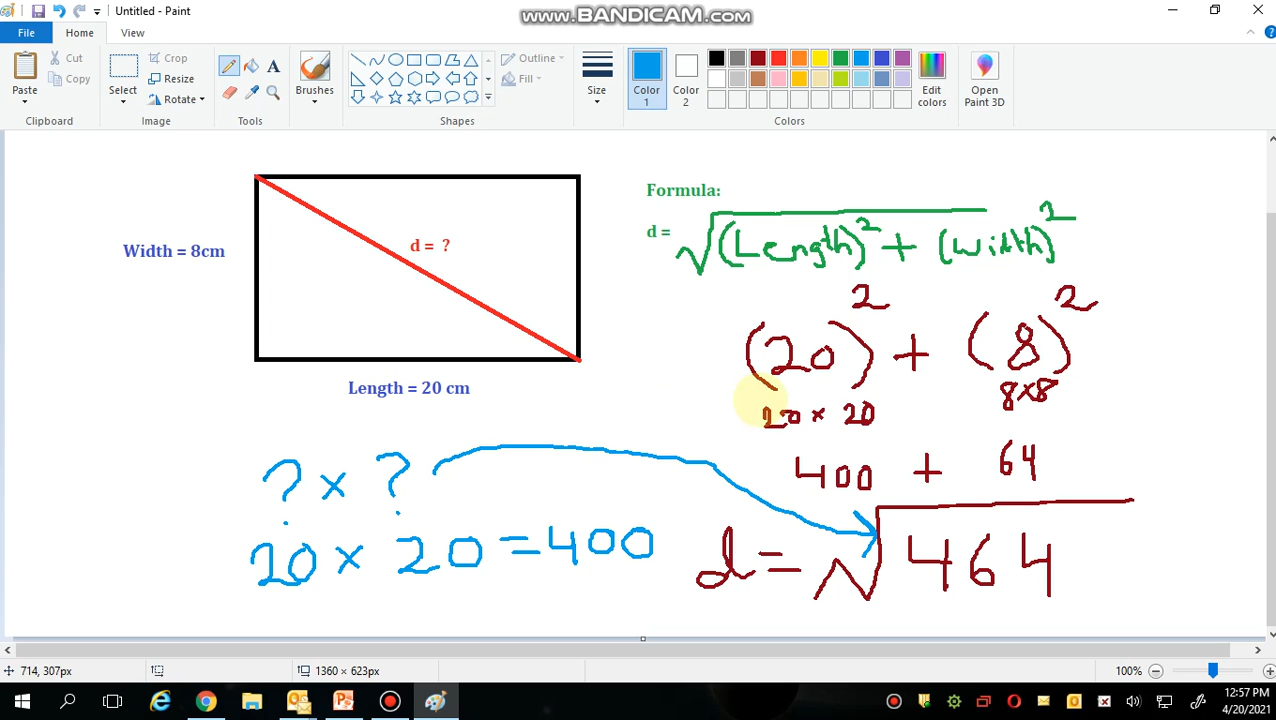 Untitled - Paint
www.BANDICAM.com
File
Home
View
Paste
Cut
Copy
Clipboard
Select
Crop
Resize
Rotate
Image
A
Tools
Brushes
Outline
Fill
Shapes
Size
Color 1
Color 2
Edit colors
Colors
Open Paint 3D
Width = 8cm
d = ?
Length = 20 cm
Formula:
d = √(Length)² + (Width)²
(20)² + (8)²
20 × 20 8×8
400 + 64
d = √464
? × ?
20 × 20 = 400
714, 307px
1360 × 623px
100%
12:57 PM
4/20/2021